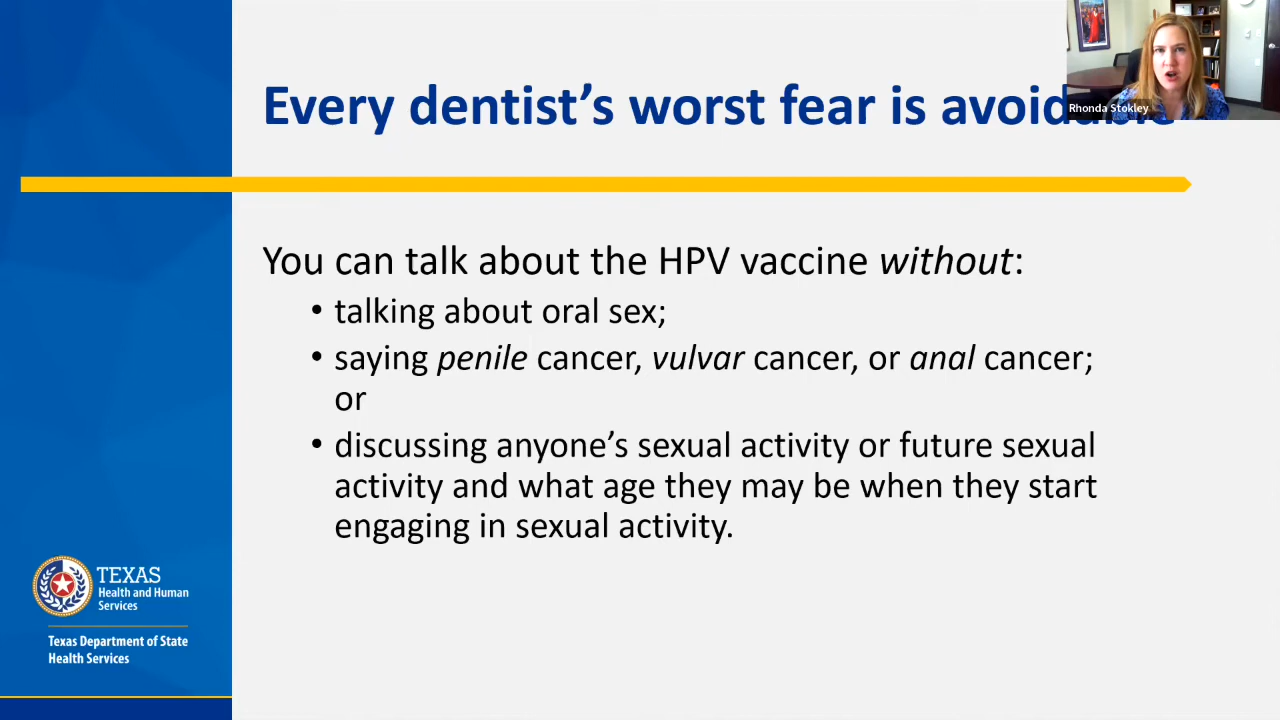 Every dentist’s worst fear is avoidable
Rhonda Stokley
You can talk about the HPV vaccine without:
• talking about oral sex;
• saying penile cancer, vulvar cancer, or anal cancer;
or
• discussing anyone’s sexual activity or future sexual
activity and what age they may be when they start
engaging in sexual activity.
TEXAS
Health and Human
Services
Texas Department of State
Health Services